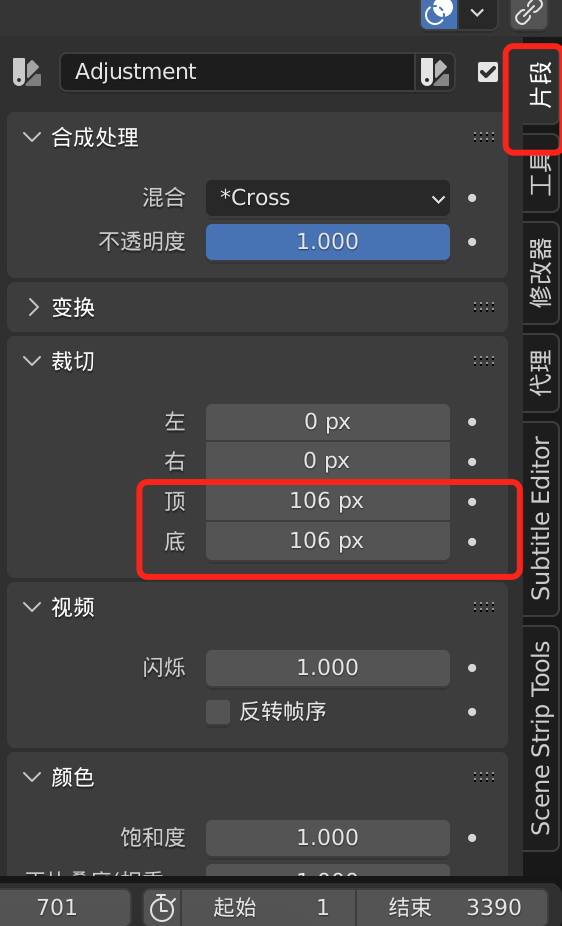 Adjustment
片段
合成处理
混合 *Cross
工具
不透明度 1.000
修改器
变换
裁切
代理
左 0 px
右 0 px
顶 106 px
底 106 px
Subtitle Editor
视频
闪烁 1.000
反转帧序
Scene Strip Tools
颜色
饱和度 1.000
701 起始 1 结束 3390